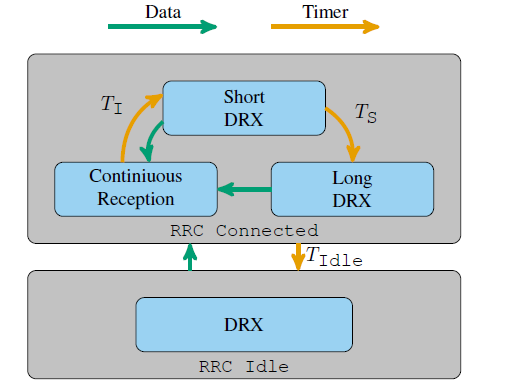 Data
Timer
T_I
Short
DRX
T_S
Continiuous
Reception
Long
DRX
RRC Connected
T_Idle
DRX
RRC Idle